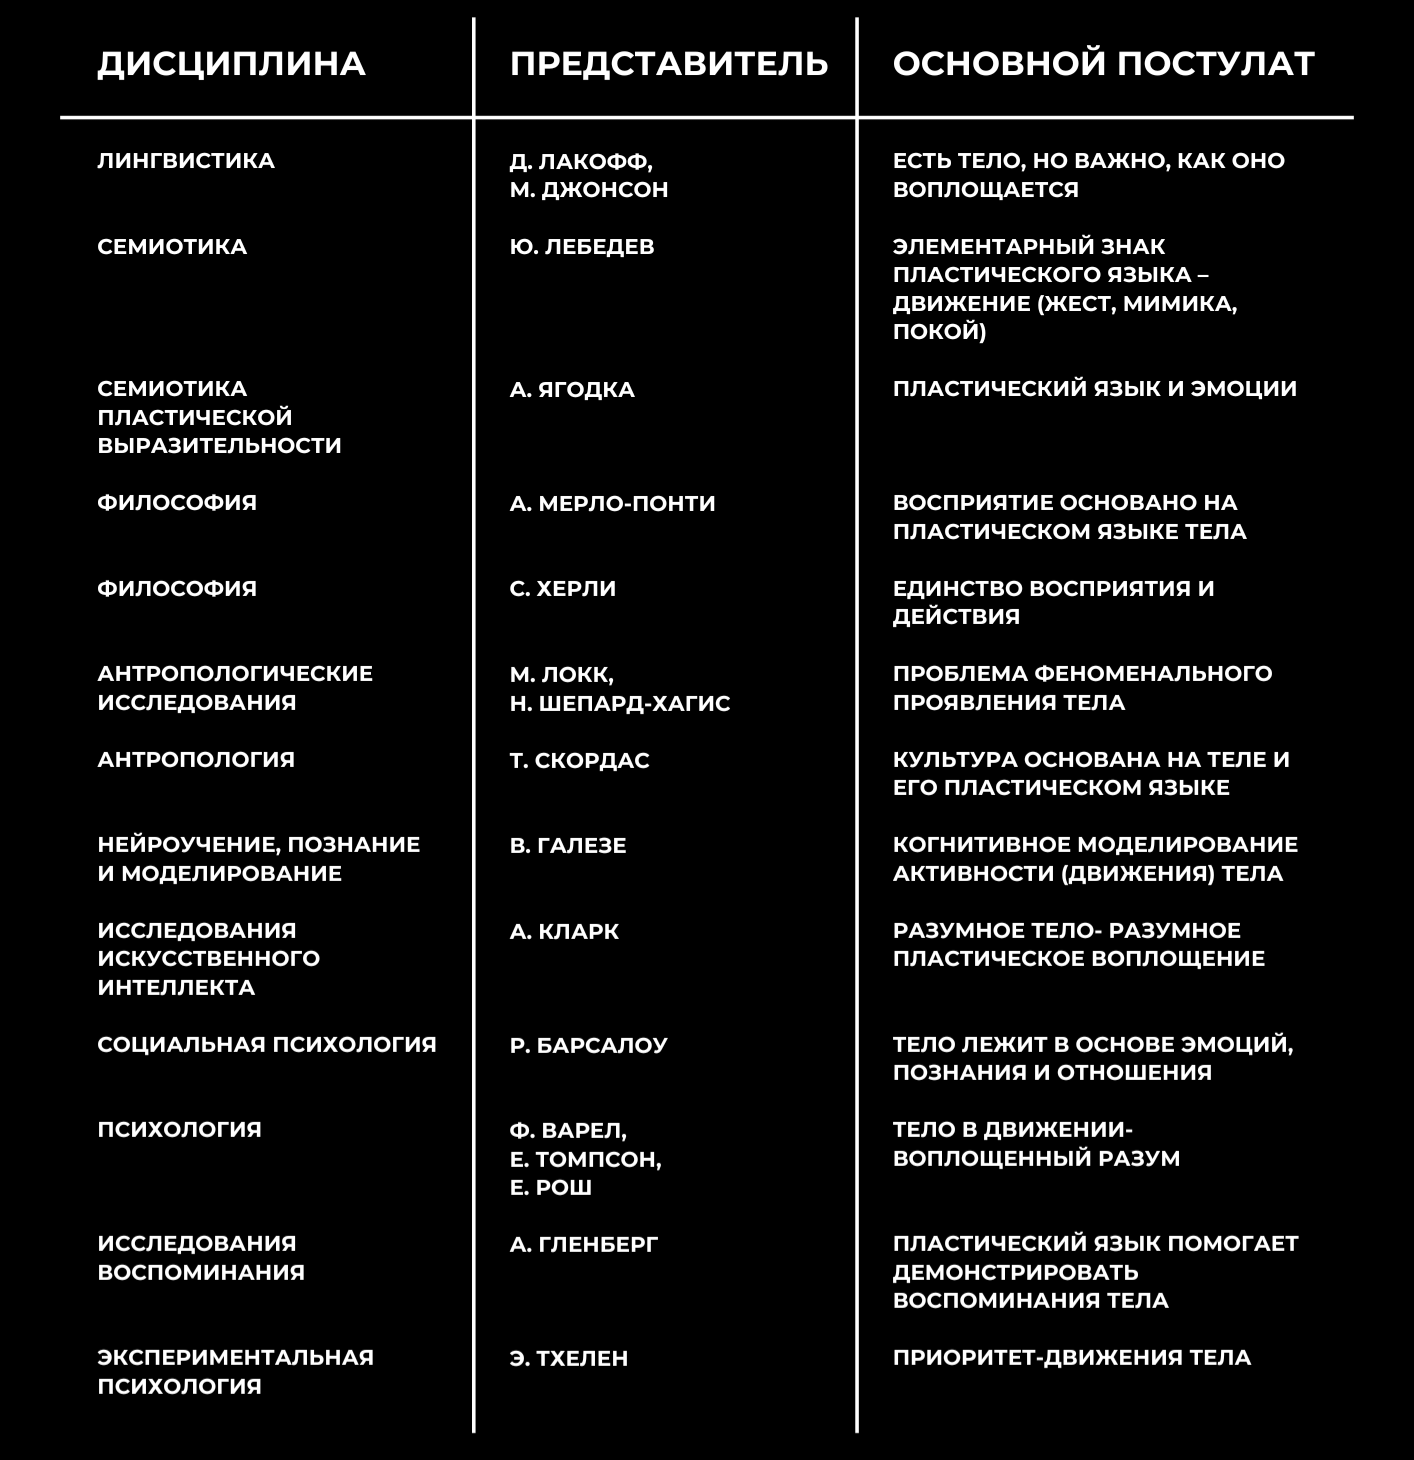 ДИСЦИПЛИНА
ПРЕДСТАВИТЕЛЬ
ОСНОВНОЙ ПОСТУЛАТ
ЛИНГВИСТИКА
Д. ЛАКОФФ,
М. ДЖОНСОН
ЕСТЬ ТЕЛО, НО ВАЖНО, КАК ОНО
ВОПЛОЩАЕТСЯ
СЕМИОТИКА
Ю. ЛЕБЕДЕВ
ЭЛЕМЕНТАРНЫЙ ЗНАК
ПЛАСТИЧЕСКОГО ЯЗЫКА –
ДВИЖЕНИЕ (ЖЕСТ, МИМИКА,
ПОКОЙ)
СЕМИОТИКА
ПЛАСТИЧЕСКОЙ
ВЫРАЗИТЕЛЬНОСТИ
А. ЯГОДКА
ПЛАСТИЧЕСКИЙ ЯЗЫК И ЭМОЦИИ
ФИЛОСОФИЯ
А. МЕРЛО-ПОНТИ
ВОСПРИЯТИЕ ОСНОВАНО НА
ПЛАСТИЧЕСКОМ ЯЗЫКЕ ТЕЛА
ФИЛОСОФИЯ
С. ХЕРЛИ
ЕДИНСТВО ВОСПРИЯТИЯ И
ДЕЙСТВИЯ
АНТРОПОЛОГИЧЕСКИЕ
ИССЛЕДОВАНИЯ
М. ЛОКК,
Н. ШЕПАРД-ХАГИС
ПРОБЛЕМА ФЕНОМЕНАЛЬНОГО
ПРОЯВЛЕНИЯ ТЕЛА
АНТРОПОЛОГИЯ
Т. СКОРДАС
КУЛЬТУРА ОСНОВАНА НА ТЕЛЕ И
ЕГО ПЛАСТИЧЕСКОМ ЯЗЫКЕ
НЕЙРОУЧЕНИЕ, ПОЗНАНИЕ
И МОДЕЛИРОВАНИЕ
В. ГАЛЕЗЕ
КОГНИТИВНОЕ МОДЕЛИРОВАНИЕ
АКТИВНОСТИ (ДВИЖЕНИЯ) ТЕЛА
ИССЛЕДОВАНИЯ
ИСКУССТВЕННОГО
ИНТЕЛЛЕКТА
А. КЛАРК
РАЗУМНОЕ ТЕЛО- РАЗУМНОЕ
ПЛАСТИЧЕСКОЕ ВОПЛОЩЕНИЕ
СОЦИАЛЬНАЯ ПСИХОЛОГИЯ
Р. БАРСАЛОУ
ТЕЛО ЛЕЖИТ В ОСНОВЕ ЭМОЦИЙ,
ПОЗНАНИЯ И ОТНОШЕНИЯ
ПСИХОЛОГИЯ
Ф. ВАРЕЛ,
Е. ТОМПСОН,
Е. РОШ
ТЕЛО В ДВИЖЕНИИ-
ВОПЛОЩЕННЫЙ РАЗУМ
ИССЛЕДОВАНИЯ
ВОСПОМИНАНИЯ
А. ГЛЕНБЕРГ
ПЛАСТИЧЕСКИЙ ЯЗЫК ПОМОГАЕТ
ДЕМОНСТРИРОВАТЬ
ВОСПОМИНАНИЯ ТЕЛА
ЭКСПЕРИМЕНТАЛЬНАЯ
ПСИХОЛОГИЯ
Э. ТХЕЛЕН
ПРИОРИТЕТ-ДВИЖЕНИЯ ТЕЛА